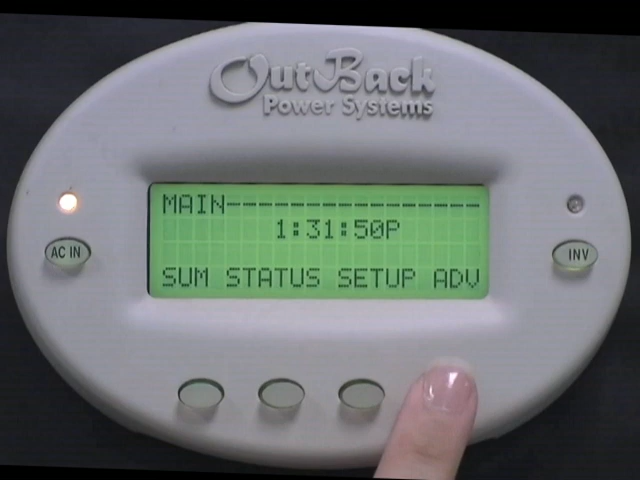 OutBack
Power Systems
MAIN----------------
1:31:50P
SUM STATUS SETUP ADV
AC IN
INV